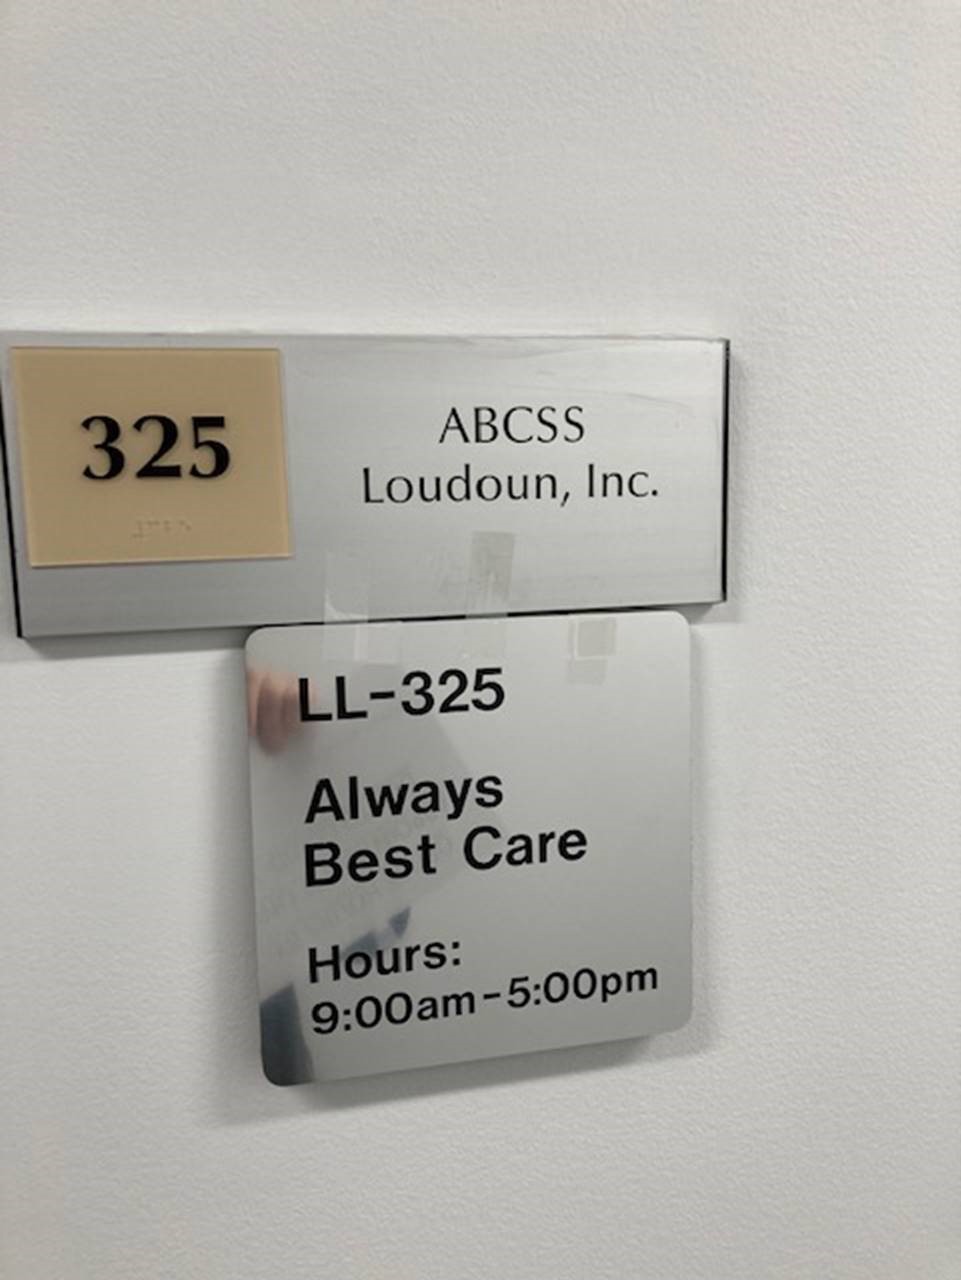 325
ABCSS
Loudoun, Inc.
LL-325
Always
Best Care
Hours:
9:00am-5:00pm